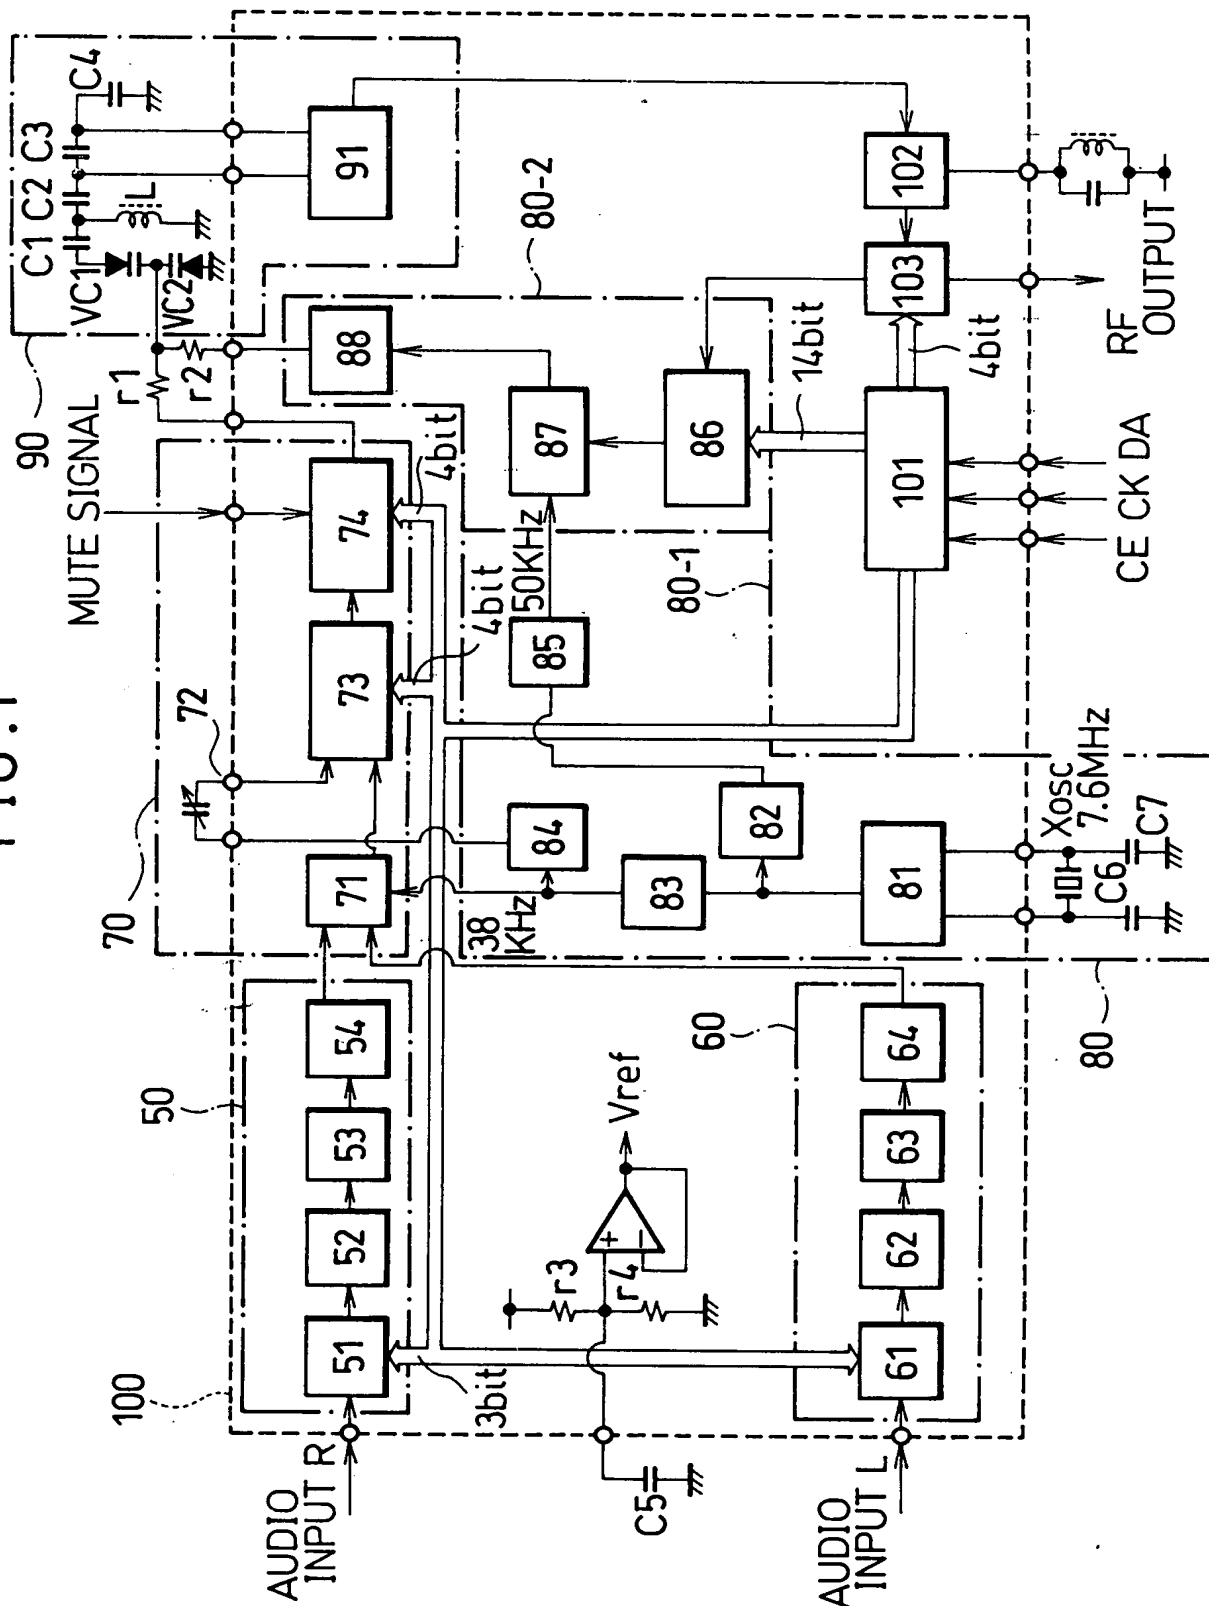 FIG.1
90
MUTE SIGNAL
r1
r2
VC1
VC2
C1
C2
C3
C4
L
70
72
50
100
51
52
53
54
71
73
74
88
91
4bit
4bit
3bit
80-2
38
KHz
84
85
50KHz
87
86
14bit
83
82
80-1
81
101
103
102
4bit
AUDIO
INPUT R
C5
r3
r4
Vref
60
61
62
63
64
AUDIO
INPUT L
80
Xosc
7.6MHz
C6
C7
CE CK DA
RF
OUTPUT